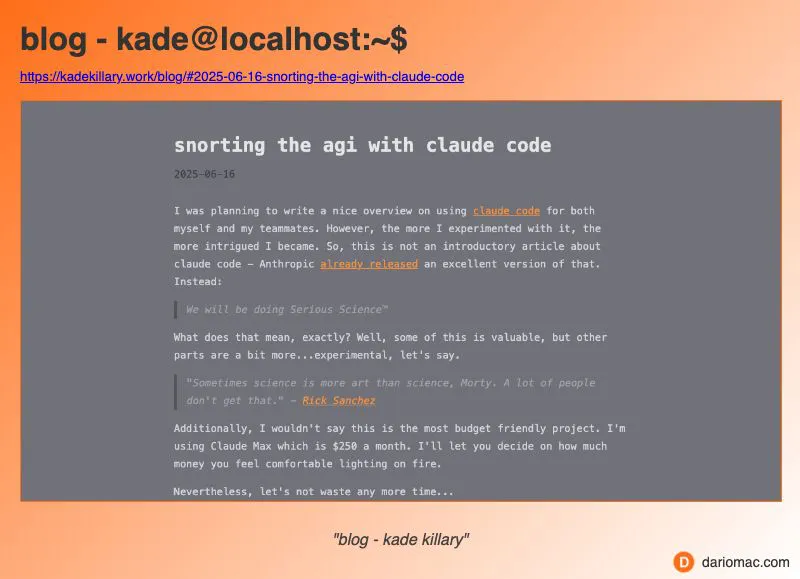 blog - kade@localhost:~$
https://kadekillary.work/blog/#2025-06-16-snorting-the-agi-with-claude-code
snorting the agi with claude code
2025-06-16
I was planning to write a nice overview on using claude code for both
myself and my teammates. However, the more I experimented with it, the
more intrigued I became. So, this is not an introductory article about
claude code – Anthropic already released an excellent version of that.
Instead:
We will be doing Serious Science™
What does that mean, exactly? Well, some of this is valuable, but other
parts are a bit more...experimental, let's say.
"Sometimes science is more art than science, Morty. A lot of people
don't get that." – Rick Sanchez
Additionally, I wouldn't say this is the most budget friendly project. I'm
using Claude Max which is $250 a month. I'll let you decide on how much
money you feel comfortable lighting on fire.
Nevertheless, let's not waste any more time...
"blog - kade killary"
D dariomac.com